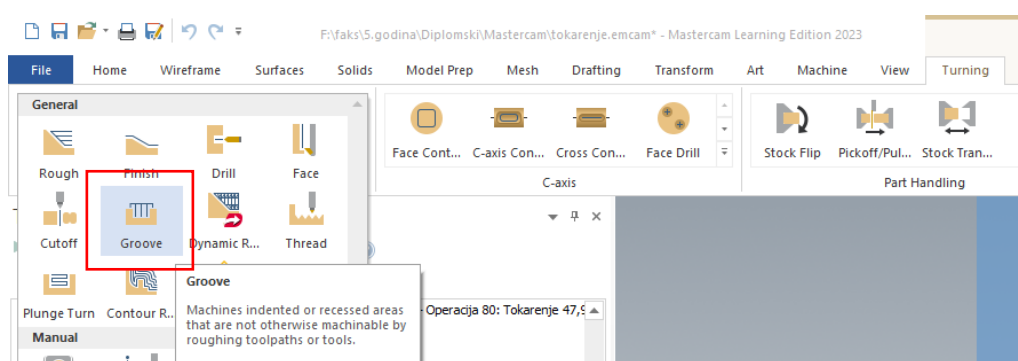 F:\faks\5.godina\Diplomski\Mastercam\tokarenje.emcam* - Mastercam Learning Edition 2023
File Home Wireframe Surfaces Solids Model Prep Mesh Drafting Transform Art Machine View Turning
General
Rough Finish Drill Face
Face Cont... C-axis Con... Cross Con... Face Drill Stock Flip Pickoff/Pul... Stock Tran...
C-axis Part Handling
Cutoff Groove Dynamic R... Thread
Groove
Plunge Turn Contour R...
Machines indented or recessed areas
that are not otherwise machinable by
roughing toolpaths or tools.
Operacija 80: Tokarenje 47,9
Manual